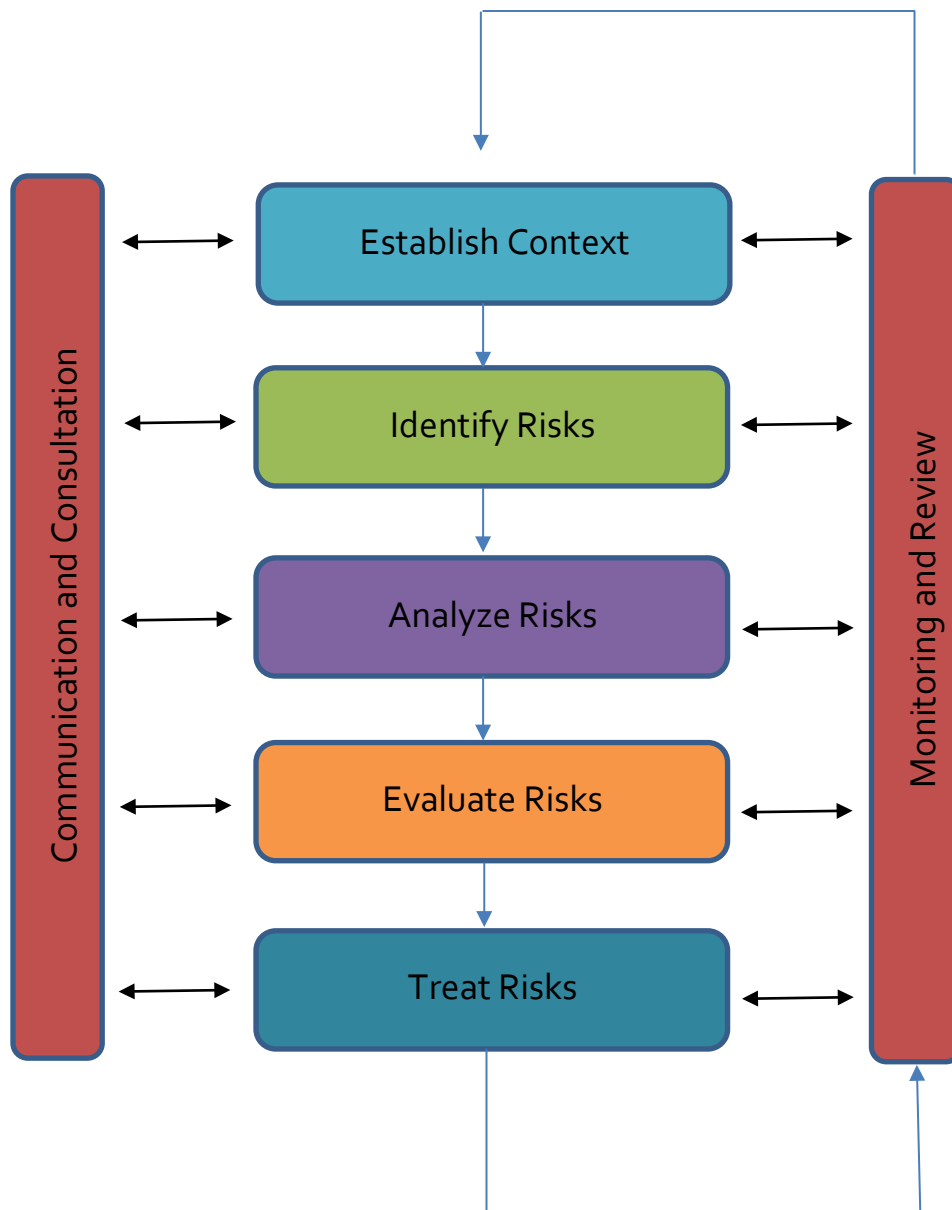 Establish Context
Identify Risks
Analyze Risks
Evaluate Risks
Treat Risks
Communication and Consultation
Monitoring and Review